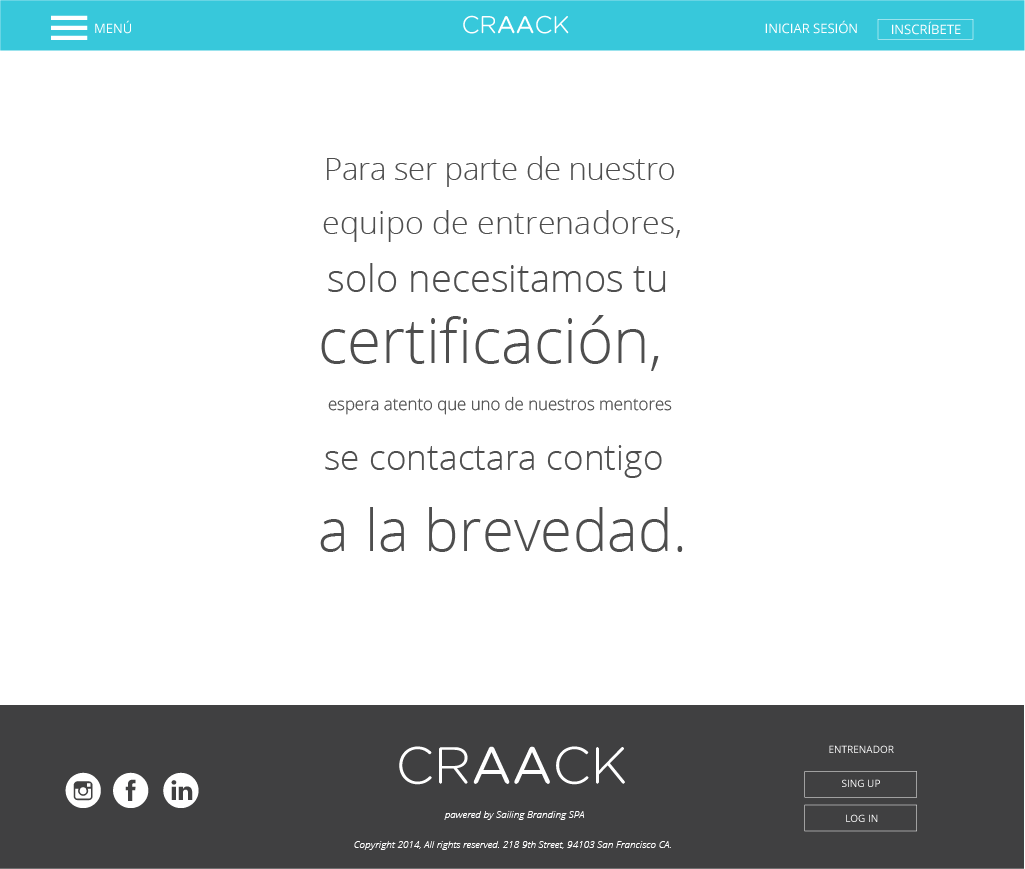 MENÚ
CRAACK
INICIAR SESIÓN
INSCRÍBETE
Para ser parte de nuestro
equipo de entrenadores,
solo necesitamos tu
certificación,
espera atento que uno de nuestros mentores
se contactara contigo
a la brevedad.
CRAACK
powered by Sailing Branding SPA
Copyright 2014, All rights reserved. 218 9th Street, 94103 San Francisco CA.
ENTRENADOR
SING UP
LOG IN